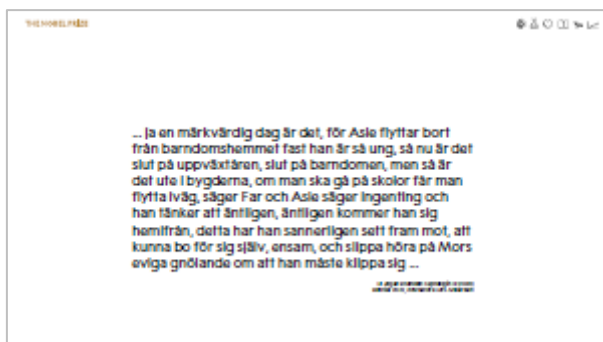 THE NOBEL PRIZE
... ja en märkvärdig dag är det, för Asle flyttar bort
från barndomshemmet fast han är så ung, så nu är det
slut på uppväxtåren, slut på barndomen, men så är
det ute i bygderna, om man ska gå på skolor får man
flytta iväg, säger Far och Asle säger ingenting och
han tänker att äntligen, äntligen kommer han sig
hemifrån, detta har han sannerligen sett fram mot, att
kunna bo för sig själv, ensam, och slippa höra på Mors
eviga gnölande om att han måste klippa sig ...